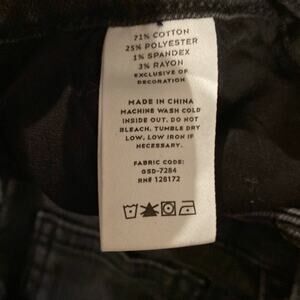 71% COTTON
25% POLYESTER
1% SPANDEX
3% RAYON
EXCLUSIVE OF
DECORATION
MADE IN CHINA
MACHINE WASH COLD
INSIDE OUT. DO NOT
BLEACH. TUMBLE DRY
LOW. LOW IRON IF
NECESSARY.
FABRIC CODE:
GSD-7284
RN# 128172